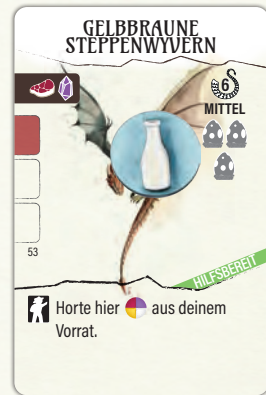 GELBBRAUNE
STEPPENWYVERN
6
MITTEL
53
HILFSBEREIT
Horte hier aus deinem
Vorrat.